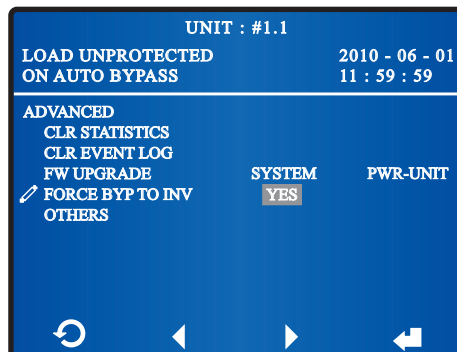 UNIT : #1.1
LOAD UNPROTECTED 2010 - 06 - 01
ON AUTO BYPASS 11 : 59 : 59
ADVANCED
CLR STATISTICS
CLR EVENT LOG
FW UPGRADE SYSTEM PWR-UNIT
FORCE BYP TO INV YES
OTHERS